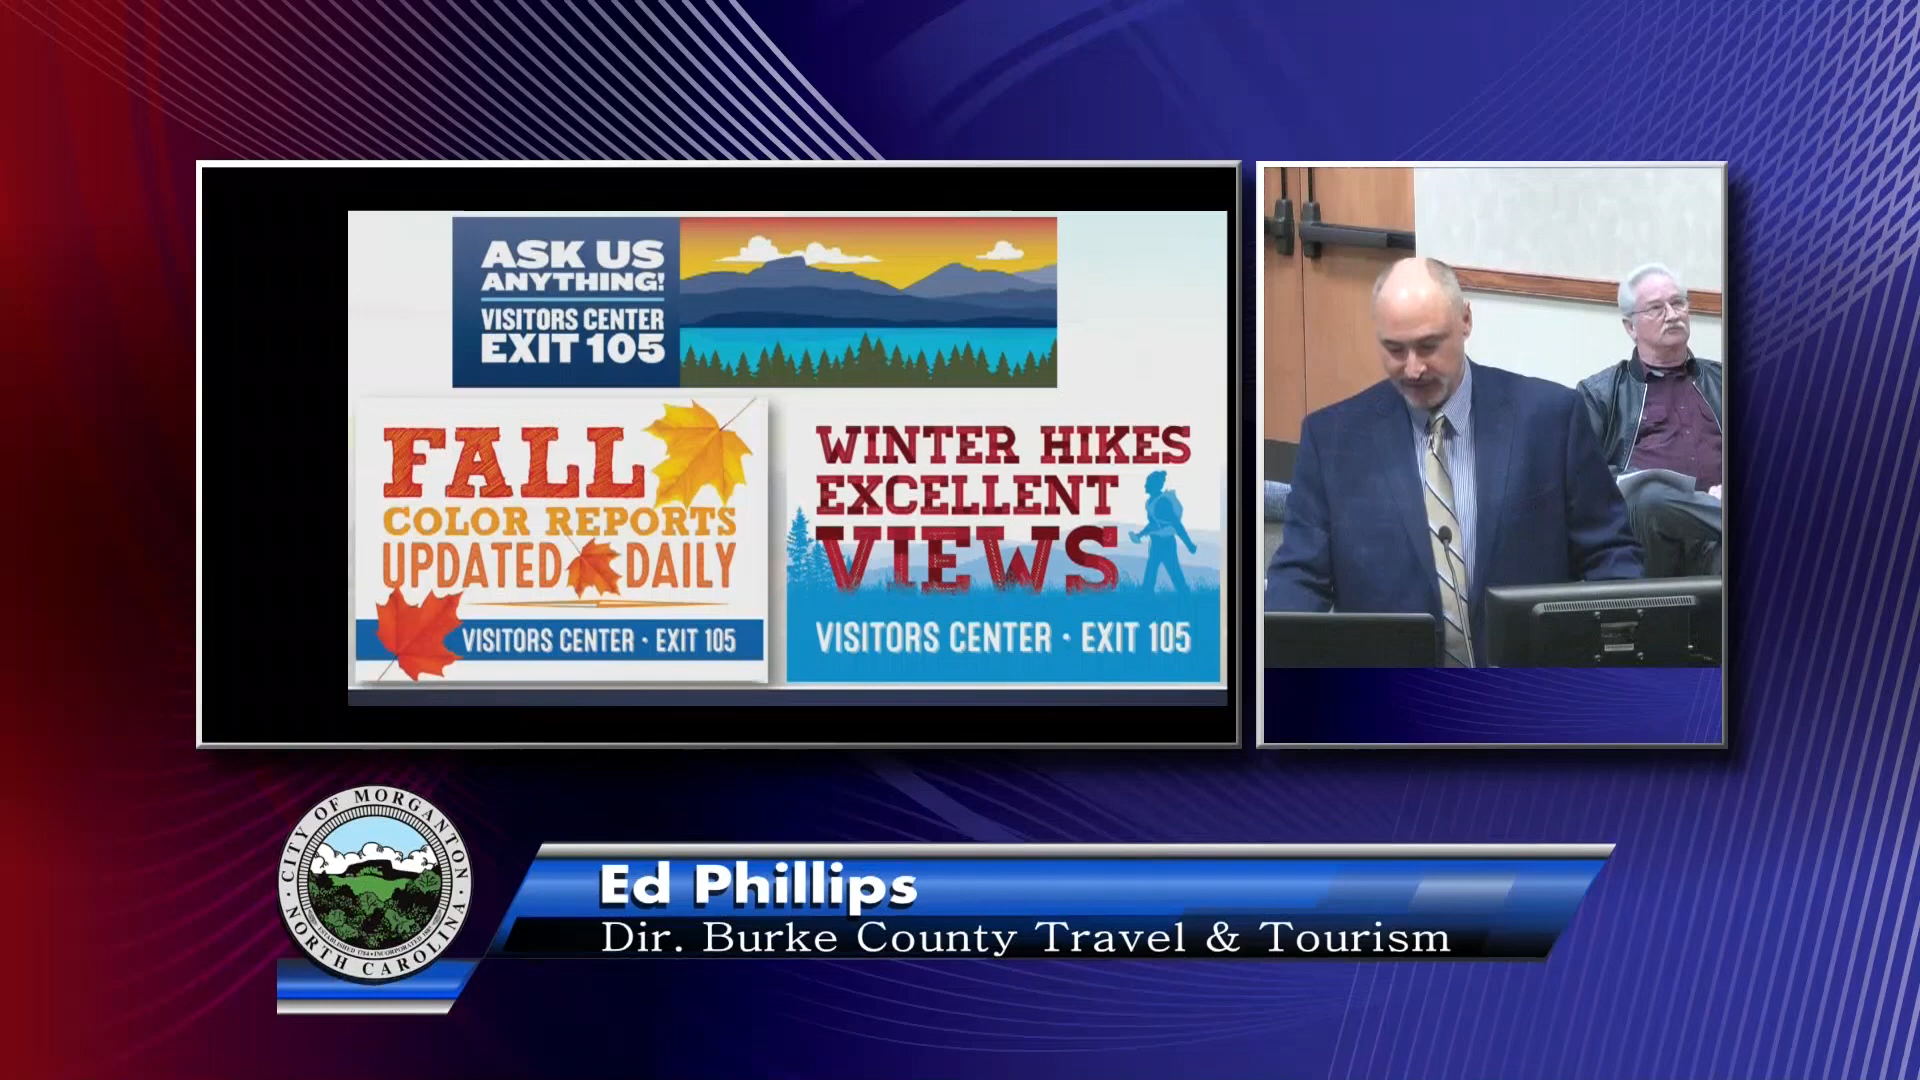 ASK US
ANYTHING!
VISITORS CENTER
EXIT 105
FALL
COLOR REPORTS
UPDATED DAILY
VISITORS CENTER · EXIT 105
WINTER HIKES
EXCELLENT
VIEWS
VISITORS CENTER · EXIT 105
CITY OF MORGANTON
NORTH CAROLINA
Ed Phillips
Dir. Burke County Travel & Tourism